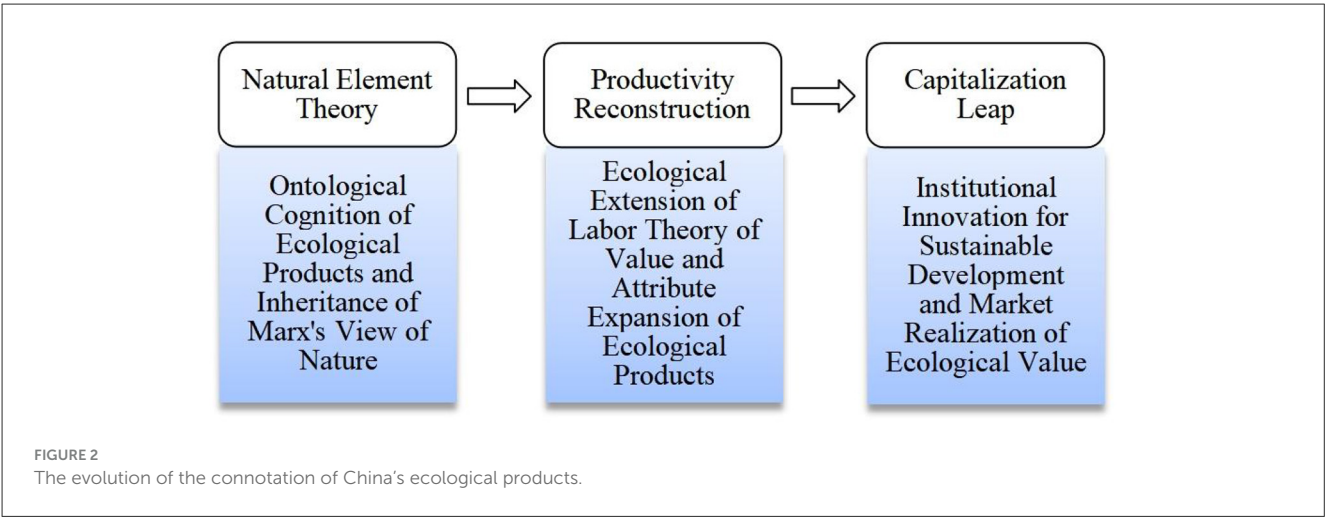 Natural Element
Theory
Productivity
Reconstruction
Capitalization
Leap
Ontological
Cognition of
Ecological
Products and
Inheritance of
Marx's View of
Nature
Ecological
Extension of
Labor Theory of
Value and
Attribute
Expansion of
Ecological
Products
Institutional
Innovation for
Sustainable
Development
and Market
Realization of
Ecological Value
FIGURE 2
The evolution of the connotation of China's ecological products.